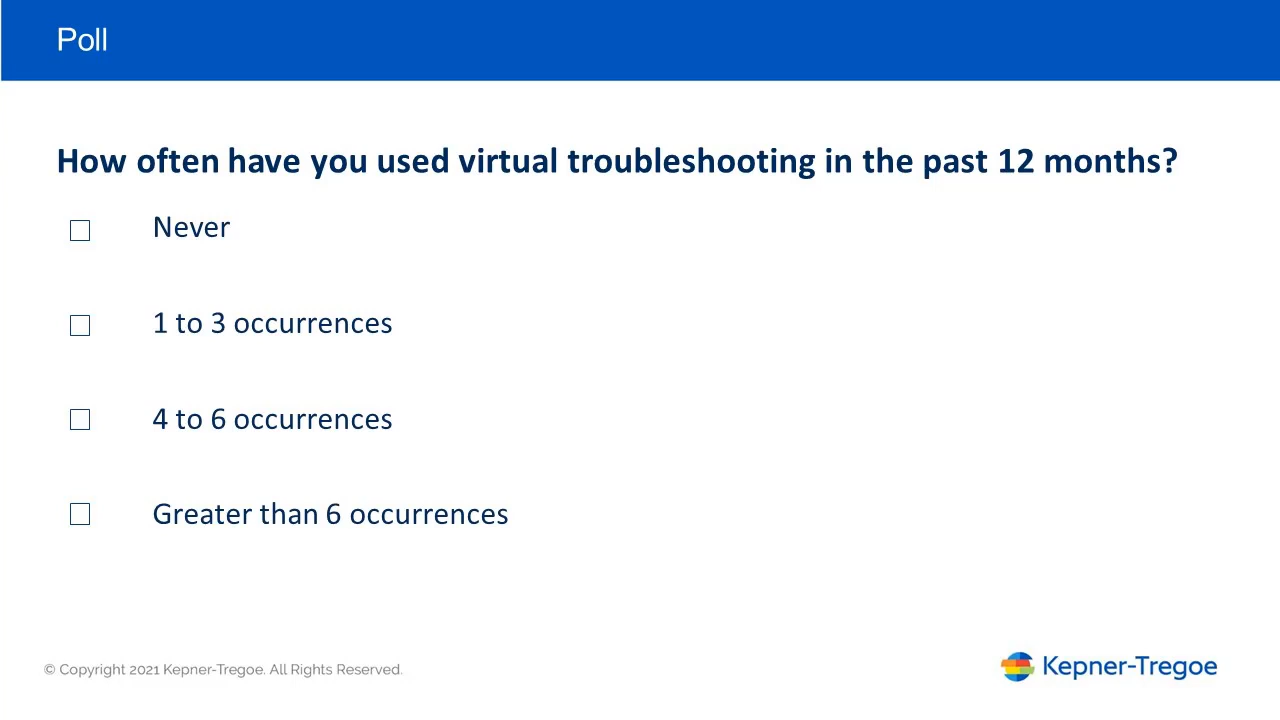 Poll
How often have you used virtual troubleshooting in the past 12 months?
Never
1 to 3 occurrences
4 to 6 occurrences
Greater than 6 occurrences
© Copyright 2021 Kepner-Tregoe. All Rights Reserved.
Kepner-Tregoe